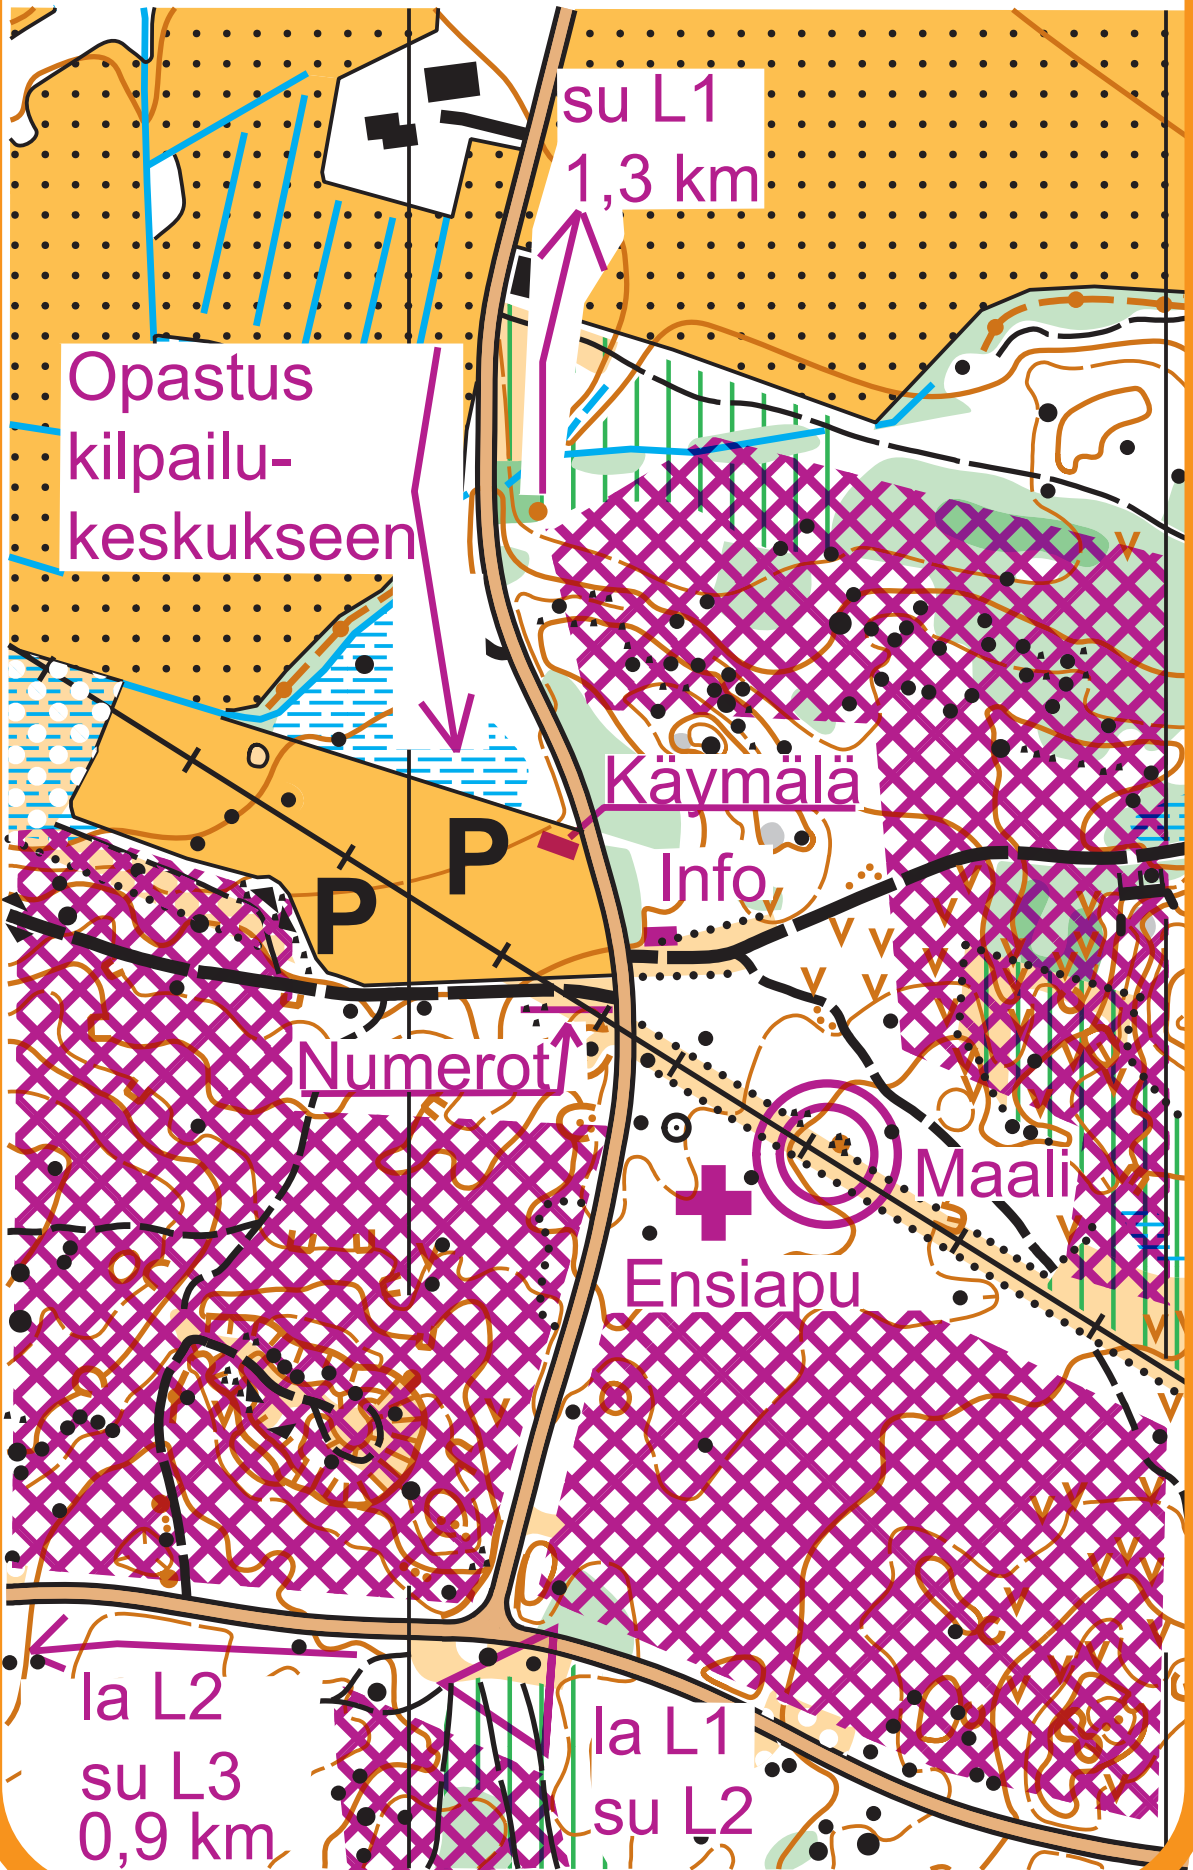 su L1
1,3 km
Opastus
kilpailu-
keskukseen
Käymälä
P
P
Info
Numerot
Maali
Ensiapu
la L2
su L3
0,9 km
la L1
su L2